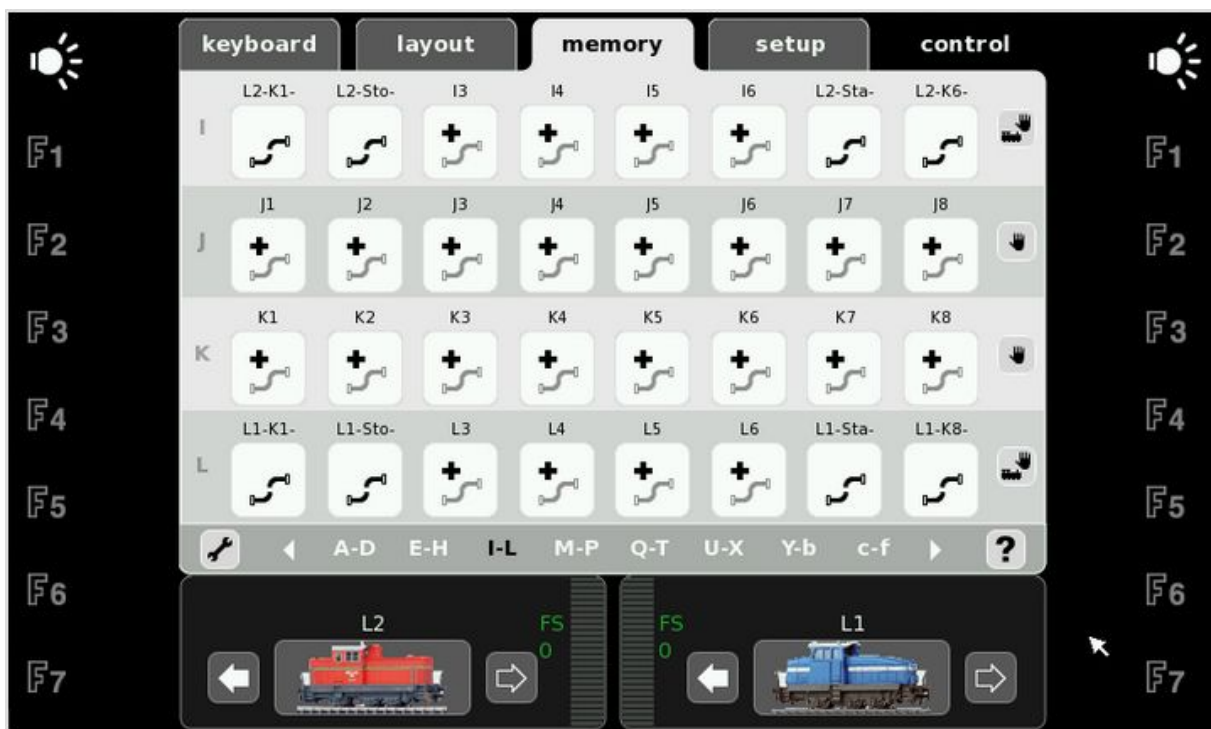 keyboard layout memory setup control
L2-K1- L2-Sto- I3 I4 I5 I6 L2-Sta- L2-K6-
I
F1 F1
J1 J2 J3 J4 J5 J6 J7 J8
F2 J F2
K1 K2 K3 K4 K5 K6 K7 K8
F3 F3
K
L1-K1- L1-Sto- L3 L4 L5 L6 L1-Sta- L1-K8-
F4 F4
L
F5 F5
A-D E-H I-L M-P Q-T U-X Y-b c-f ?
F6 F6
L2 FS FS L1
0 0
F7 F7